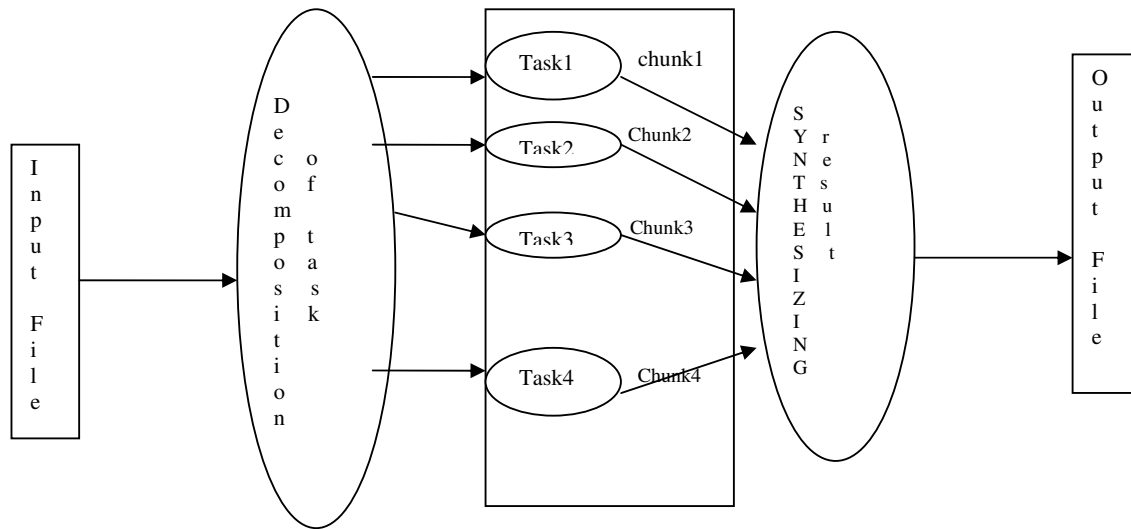 Input File
Decomposition
of task
Task1
chunk1
Task2
Chunk2
Task3
Chunk3
Task4
Chunk4
SYNTHESIZING
result
Output File